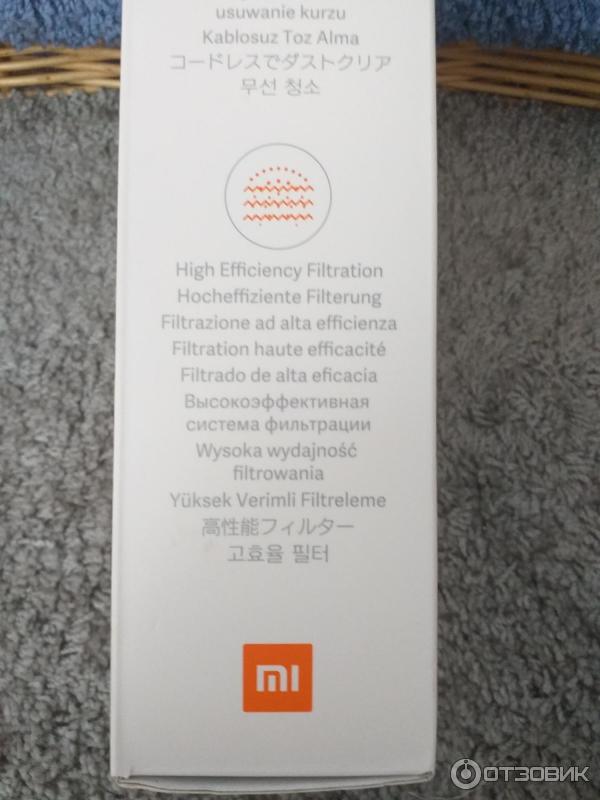 usuwanie kurzu
Kablosuz Toz Alma
コードレスでダストクリア
무선 청소
High Efficiency Filtration
Hocheffiziente Filterung
Filtrazione ad alta efficienza
Filtration haute efficacité
Filtrado de alta eficacia
Высокоэффективная
система фильтрации
Wysoka wydajność
filtrowania
Yüksek Verimli Filtreleme
高性能フィルター
고효율 필터
mi
ОТЗОВИК